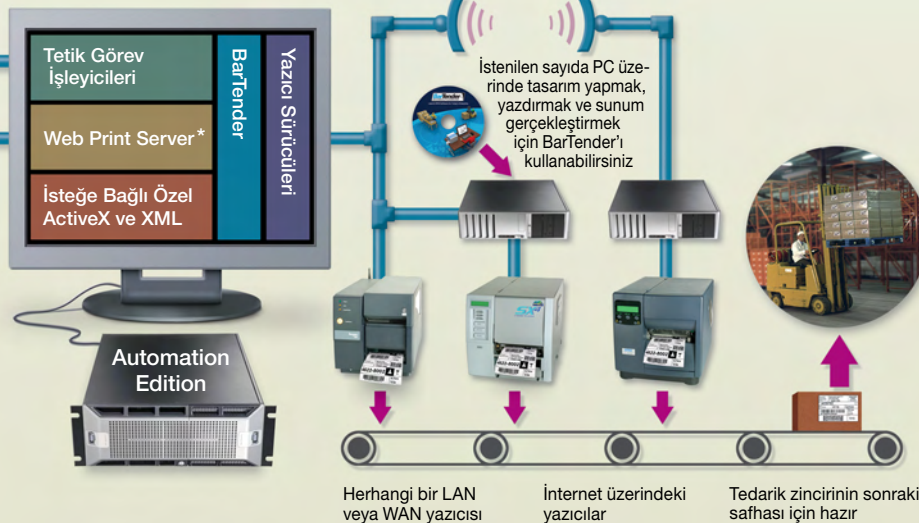 Tetik Görev
İşleyicileri
Web Print Server*
İsteğe Bağlı Özel
ActiveX ve XML
BarTender
Yazıcı Sürücüleri
İstenilen sayıda PC üze-
rinde tasarım yapmak,
yazdırmak ve sunum
gerçekleştirmek
için BarTender’ı
kullanabilirsiniz
BarTender
Automation
Edition
Herhangi bir LAN
veya WAN yazıcısı
İnternet üzerindeki
yazıcılar
Tedarik zincirinin sonraki
safhası için hazır